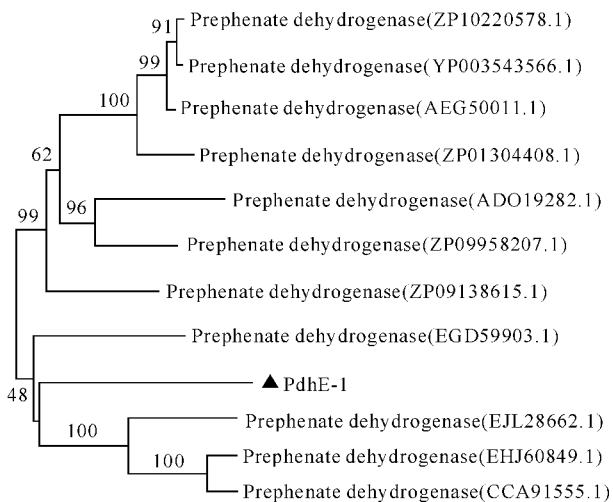 91
Prephenate dehydrogenase(ZP10220578.1)
99
Prephenate dehydrogenase(YP003543566.1)
100
Prephenate dehydrogenase(AEG50011.1)
62
Prephenate dehydrogenase(ZP01304408.1)
96
Prephenate dehydrogenase(ADO19282.1)
99
Prephenate dehydrogenase(ZP09958207.1)
Prephenate dehydrogenase(ZP09138615.1)
Prephenate dehydrogenase(EGD59903.1)
48
▲ PdhE-1
100
Prephenate dehydrogenase(EJL28662.1)
100
Prephenate dehydrogenase(EHJ60849.1)
Prephenate dehydrogenase(CCA91555.1)